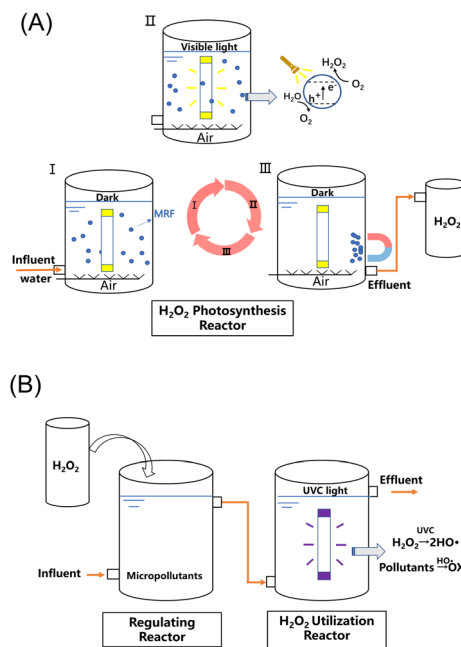 (A)
II
Visible light
Air
H₂O₂
O₂
H₂O
e⁻
h⁺
O₂
I
Dark
MRF
Influent
water
Air
I
II
III
III
Dark
Air
Effluent
H₂O₂
H₂O₂ Photosynthesis
Reactor
(B)
H₂O₂
Influent
Micropollutants
Regulating
Reactor
UVC light
Effluent
UVC
H₂O₂→2HO•
HO•
Pollutants→OX
H₂O₂ Utilization
Reactor